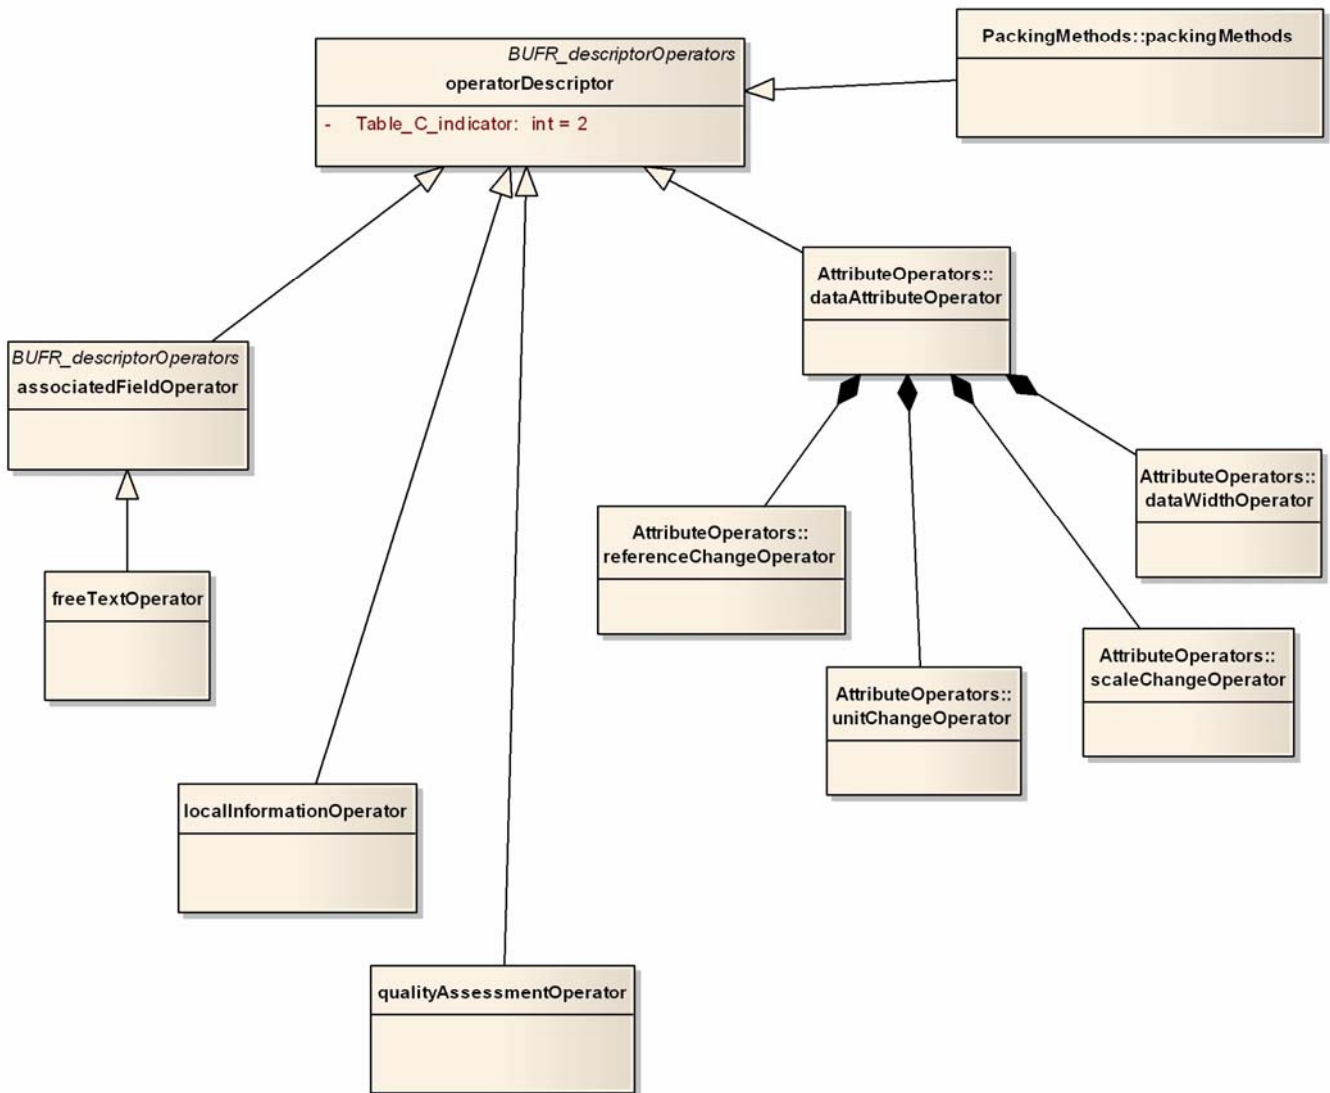 BUFR_descriptorOperators
operatorDescriptor
- Table_C_indicator: int = 2
PackingMethods::packingMethods
AttributeOperators::
dataAttributeOperator
BUFR_descriptorOperators
associatedFieldOperator
AttributeOperators::
dataWidthOperator
AttributeOperators::
referenceChangeOperator
freeTextOperator
AttributeOperators::
scaleChangeOperator
AttributeOperators::
unitChangeOperator
localInformationOperator
qualityAssessmentOperator